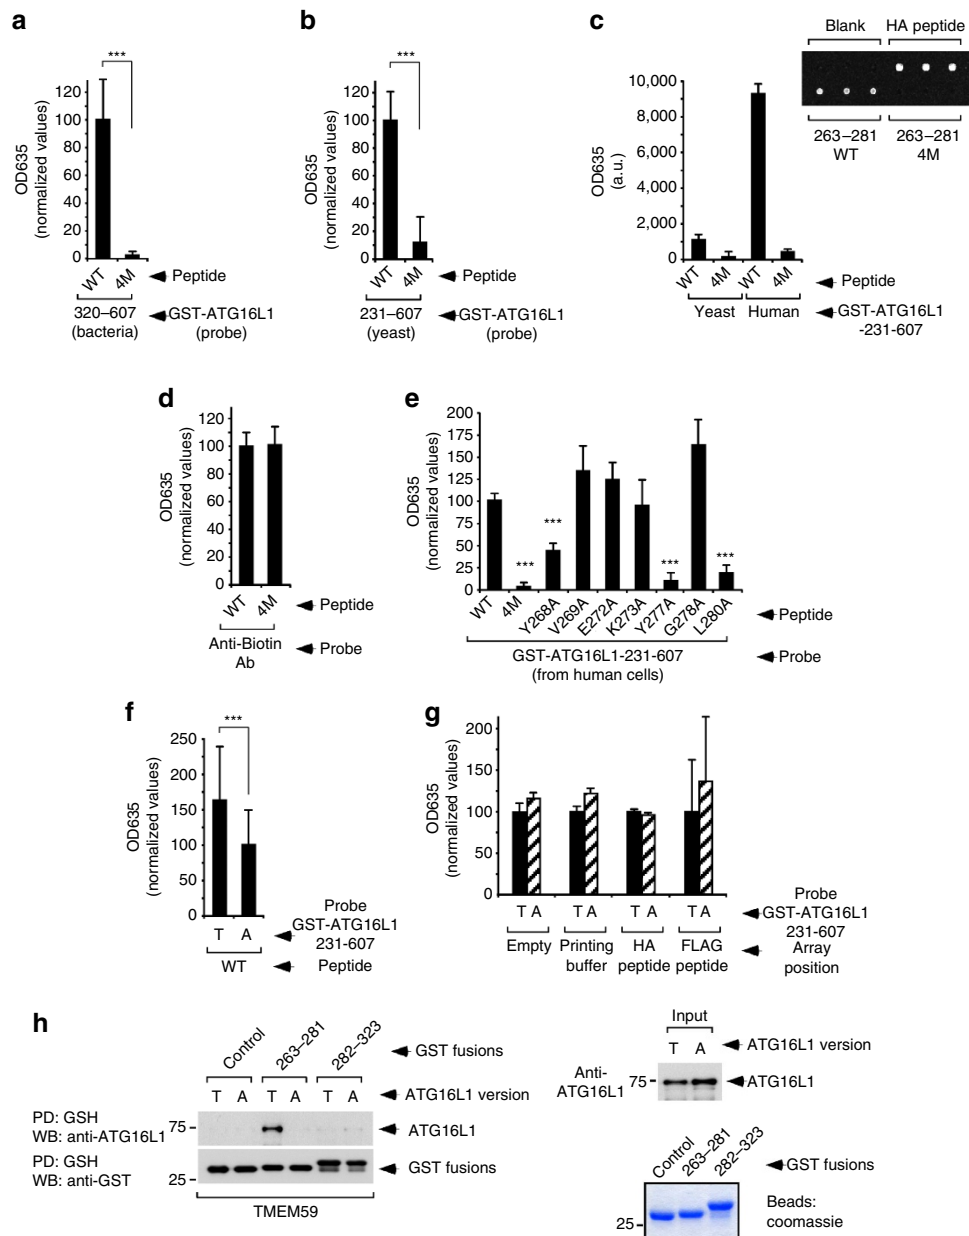 a
***
120
100
80
60
40
20
0
OD635
(normalized values)
WT
4M
Peptide
320–607
(bacteria)
GST-ATG16L1
(probe)
b
***
120
100
80
60
40
20
0
OD635
(normalized values)
WT
4M
Peptide
231–607
(yeast)
GST-ATG16L1
(probe)
c
Blank
HA peptide
263–281
WT
263–281
4M
10,000
8,000
6,000
4,000
2,000
0
OD635
(a.u.)
WT
4M
WT
4M
Peptide
Yeast
Human
GST-ATG16L1
-231-607
d
120
100
80
60
40
20
0
OD635
(normalized values)
WT
4M
Peptide
Anti-Biotin
Ab
Probe
e
200
175
150
125
100
75
50
25
0
OD635
(normalized values)
***
***
***
***
WT
4M
Y268A
V269A
E272A
K273A
Y277A
G278A
L280A
Peptide
GST-ATG16L1-231-607
(from human cells)
Probe
f
***
250
200
150
100
50
0
OD635
(normalized values)
T
A
Probe
GST-ATG16L1
231-607
WT
Peptide
g
200
150
100
50
0
OD635
(normalized values)
T A
T A
T A
T A
Probe
GST-ATG16L1
231-607
Empty
Printing
buffer
HA
peptide
FLAG
peptide
Array
position
h
Control
263–281
282–323
GST fusions
T A T A T A
ATG16L1 version
PD: GSH
WB: anti-ATG16L1
75
ATG16L1
PD: GSH
WB: anti-GST
25
GST fusions
TMEM59
Input
T A
ATG16L1 version
Anti-
ATG16L1
75
ATG16L1
Control
263–281
282–323
GST fusions
25
Beads:
coomassie